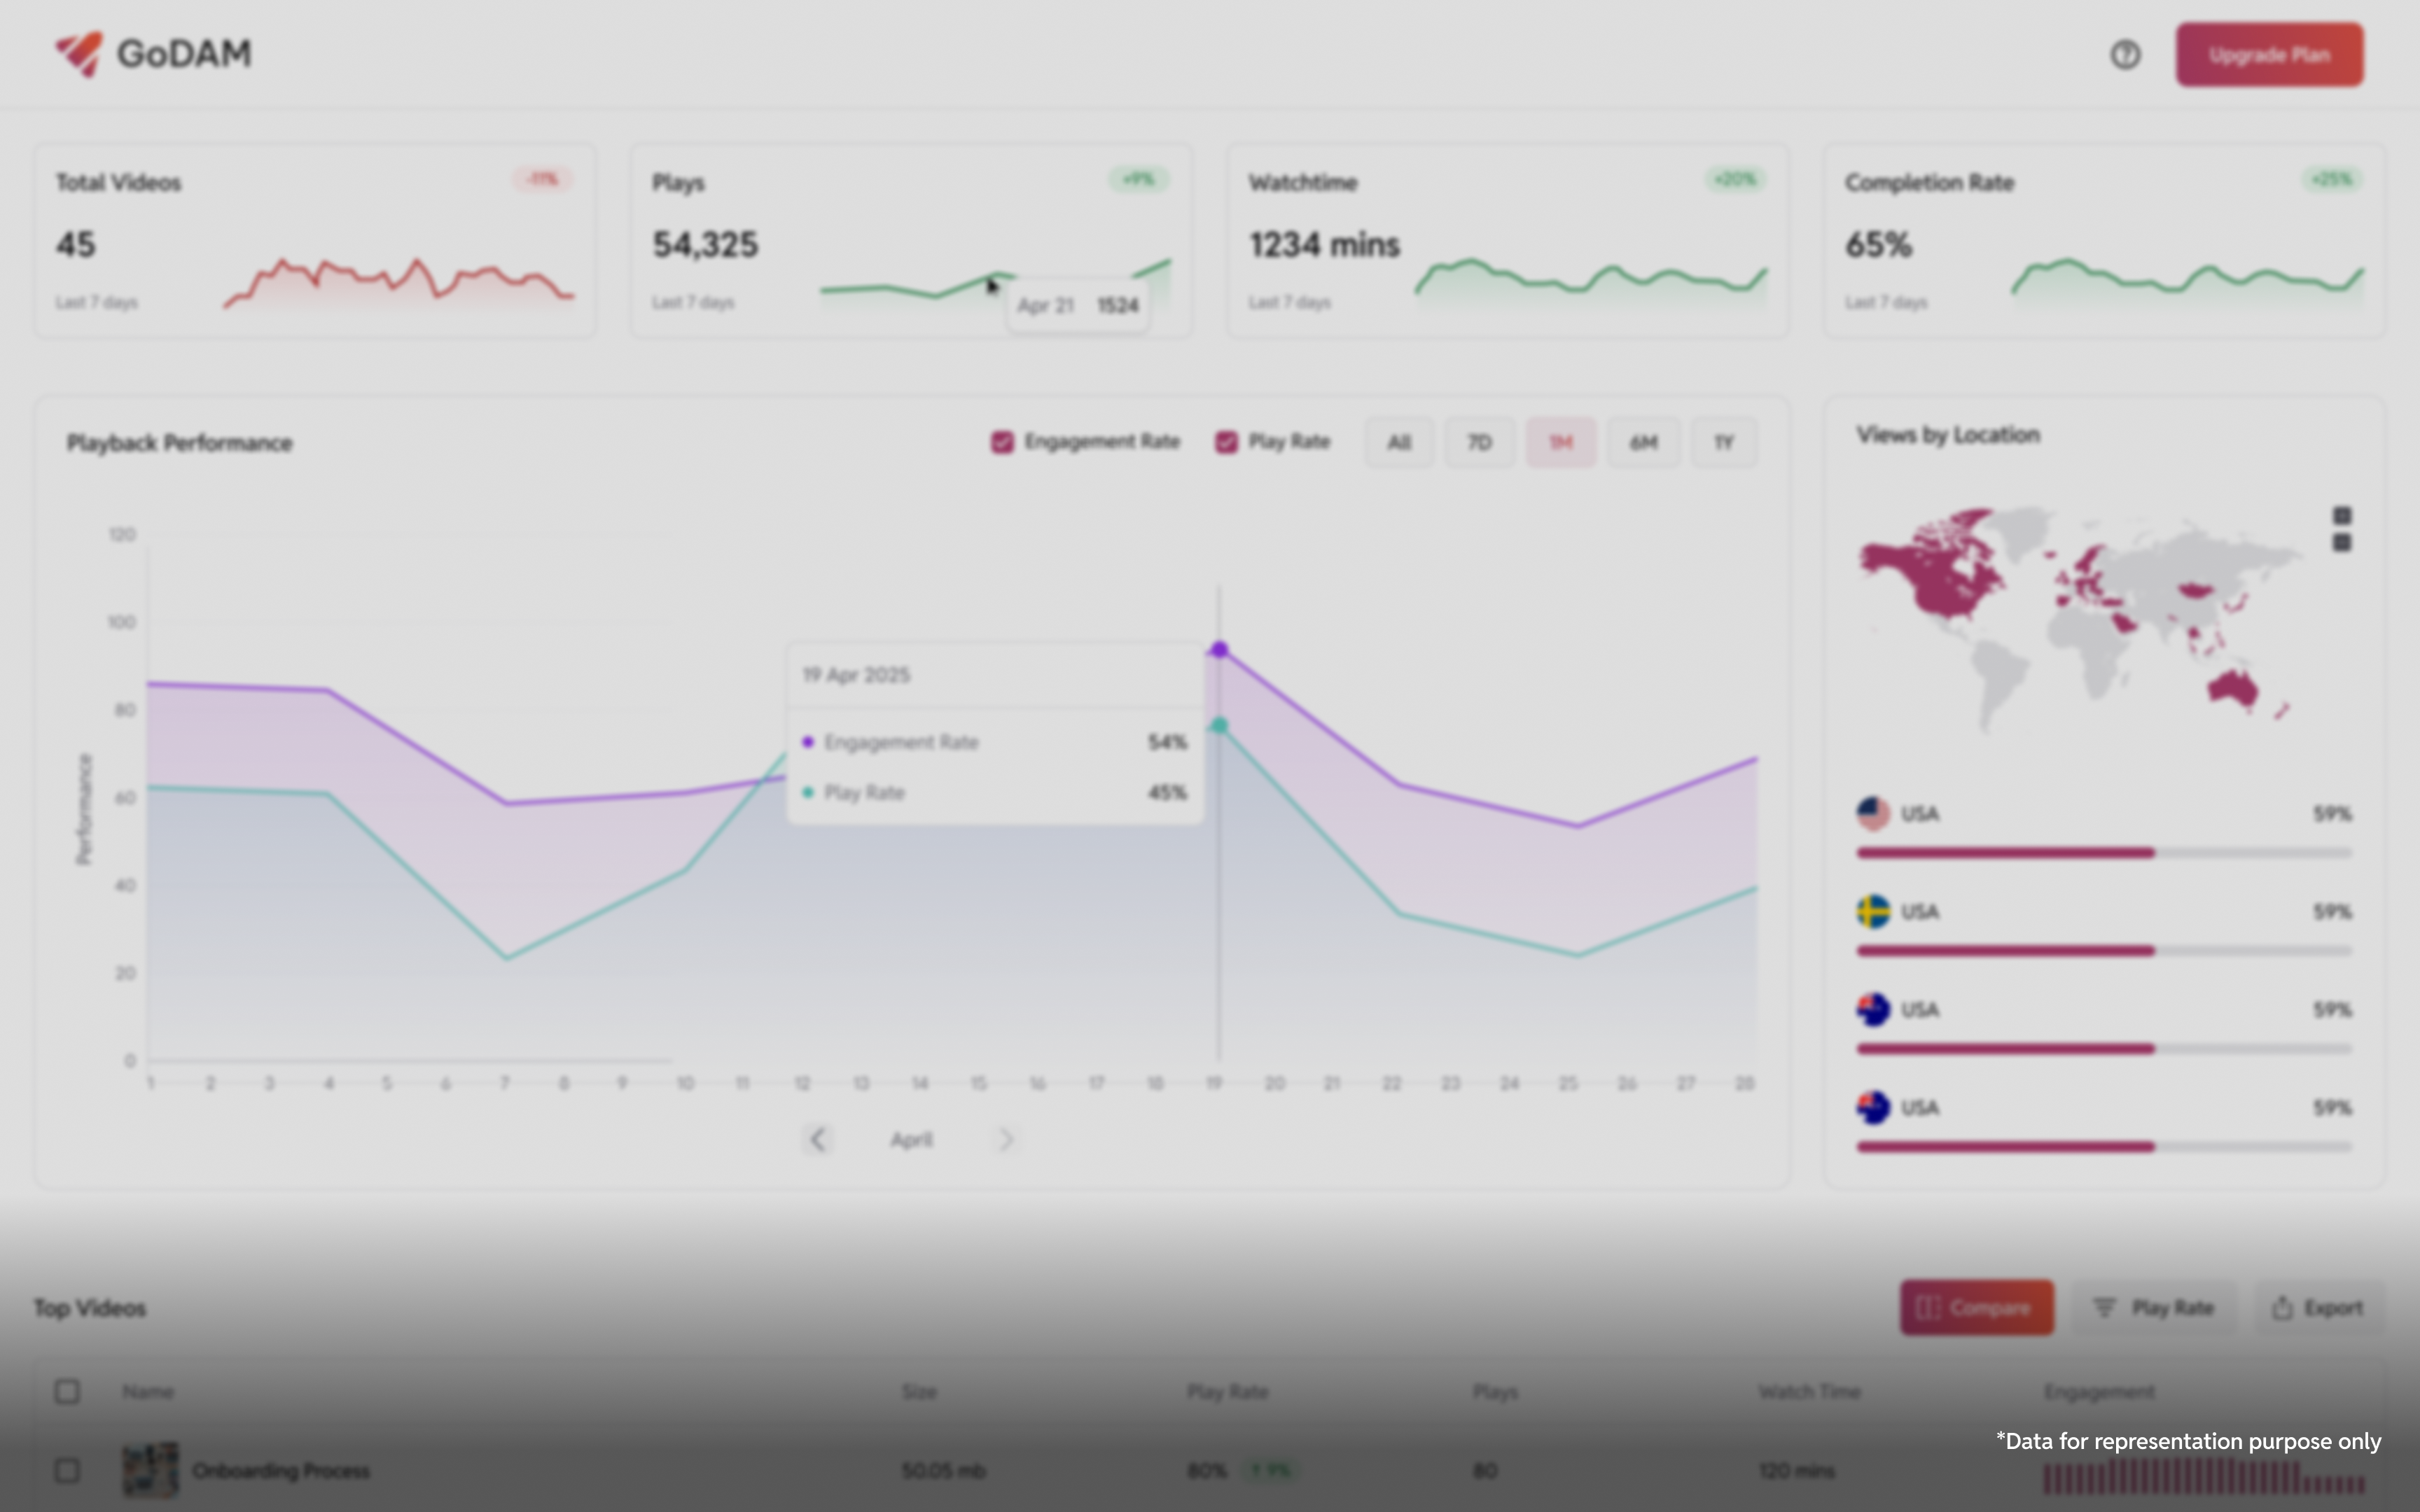 GoDAM
Upgrade Plan
Total Videos
-11%
45
Last 7 days
Plays
+9%
54,325
Last 7 days
Apr 21 1524
Watchtime
+20%
1234 mins
Last 7 days
Completion Rate
+25%
65%
Last 7 days
Playback Performance
Engagement Rate
Play Rate
All 7D 1M 6M 1Y
Performance
120
100
80
60
40
20
0
19 Apr 2025
Engagement Rate 54%
Play Rate 45%
1 2 3 4 5 6 7 8 9 10 11 12 13 14 15 16 17 18 19 20 21 22 23 24 25 26 27 28
April
Views by Location
USA 59%
USA 59%
USA 59%
USA 59%
Top Videos
Compare
Play Rate
Export
Name Size Play Rate Plays Watch Time Engagement
Onboarding Process 50.05 mb 80% 9% 80 120 mins
*Data for representation purpose only